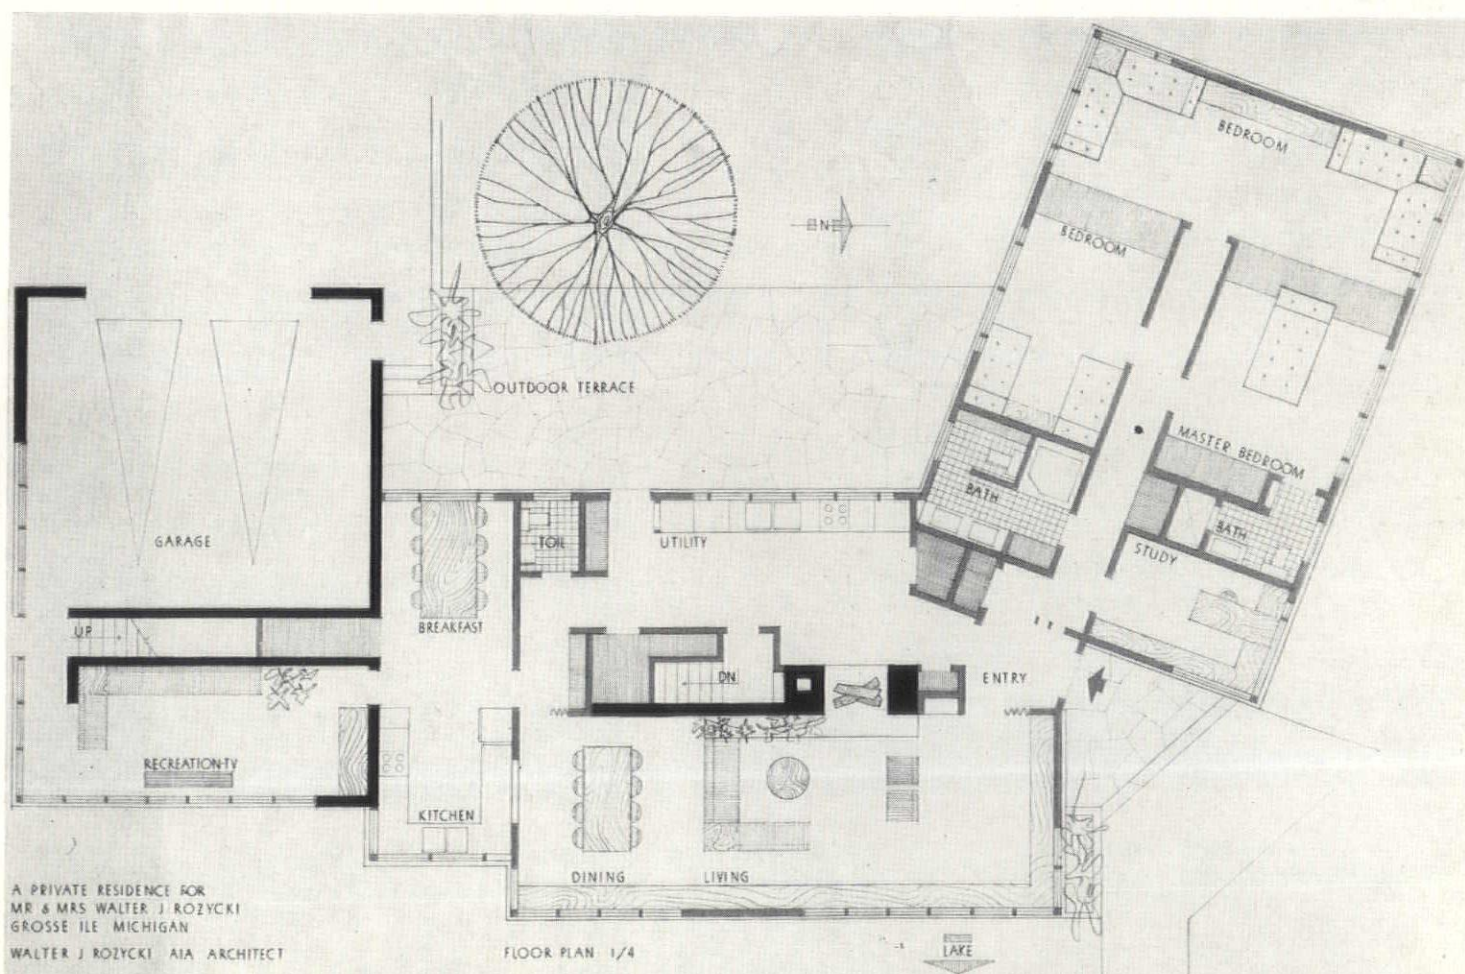 BEDROOM
BEDROOM
N
OUTDOOR TERRACE
MASTER BEDROOM
BATH
BATH
STUDY
GARAGE
TOIL
UTILITY
UP
BREAKFAST
DN
ENTRY
RECREATION-TV
KITCHEN
DINING
LIVING
A PRIVATE RESIDENCE FOR
MR & MRS WALTER J ROZYCKI
GROSSE ILE MICHIGAN
WALTER J ROZYCKI AIA ARCHITECT
FLOOR PLAN 1/4
LAKE